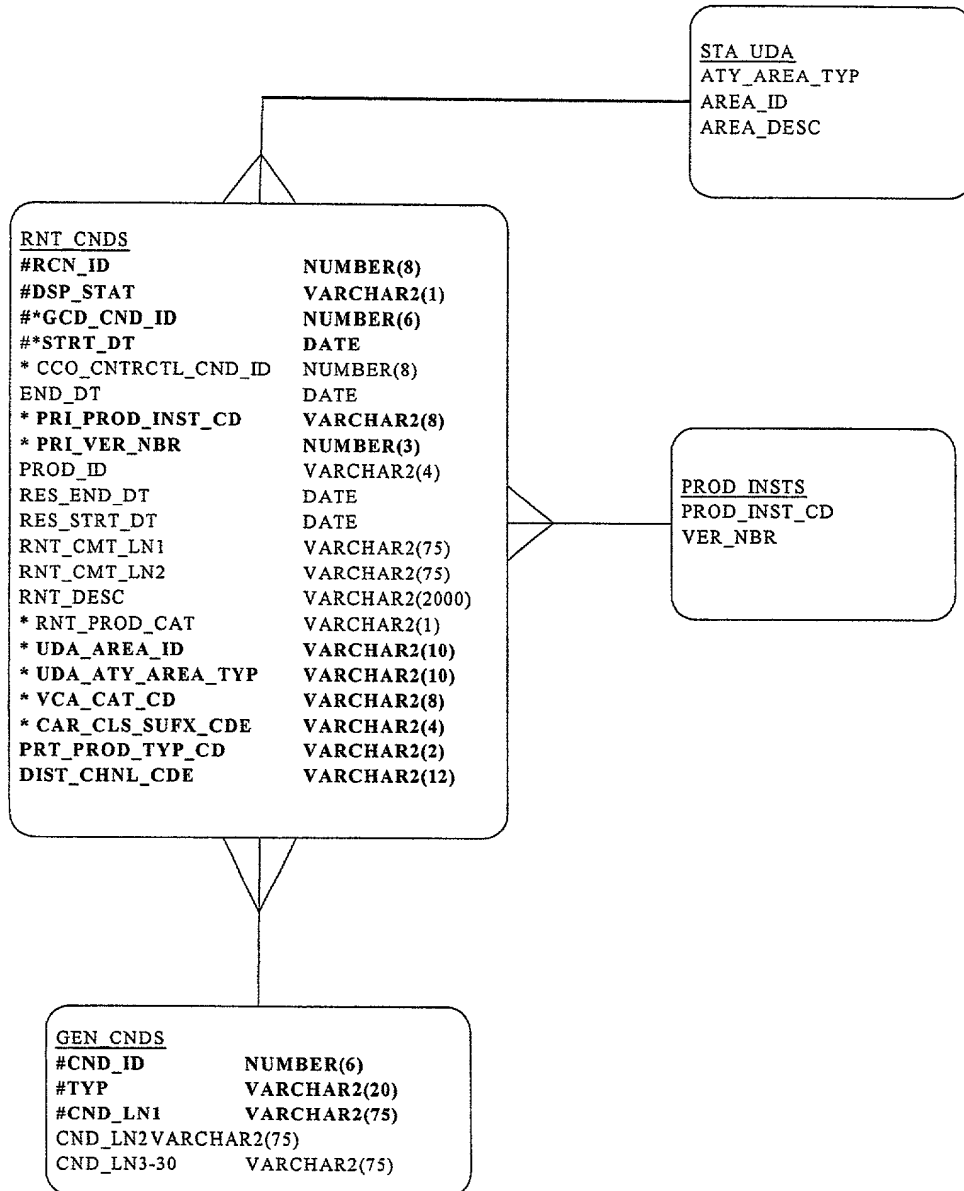 STA_UDA
ATY_AREA_TYP
AREA_ID
AREA_DESC
RNT_CNDS
#RCN_ID NUMBER(8)
#DSP_STAT VARCHAR2(1)
#*GCD_CND_ID NUMBER(6)
#*STRT_DT DATE
* CCO_CNTRCTL_CND_ID NUMBER(8)
END_DT DATE
* PRI_PROD_INST_CD VARCHAR2(8)
* PRI_VER_NBR NUMBER(3)
PROD_ID VARCHAR2(4)
RES_END_DT DATE
RES_STRT_DT DATE
RNT_CMT_LN1 VARCHAR2(75)
RNT_CMT_LN2 VARCHAR2(75)
RNT_DESC VARCHAR2(2000)
* RNT_PROD_CAT VARCHAR2(1)
* UDA_AREA_ID VARCHAR2(10)
* UDA_ATY_AREA_TYP VARCHAR2(10)
* VCA_CAT_CD VARCHAR2(8)
* CAR_CLS_SUFX_CDE VARCHAR2(4)
PRT_PROD_TYP_CD VARCHAR2(2)
DIST_CHNL_CDE VARCHAR2(12)
PROD_INSTS
PROD_INST_CD
VER_NBR
GEN_CNDS
#CND_ID NUMBER(6)
#TYP VARCHAR2(20)
#CND_LN1 VARCHAR2(75)
CND_LN2VARCHAR2(75)
CND_LN3-30 VARCHAR2(75)